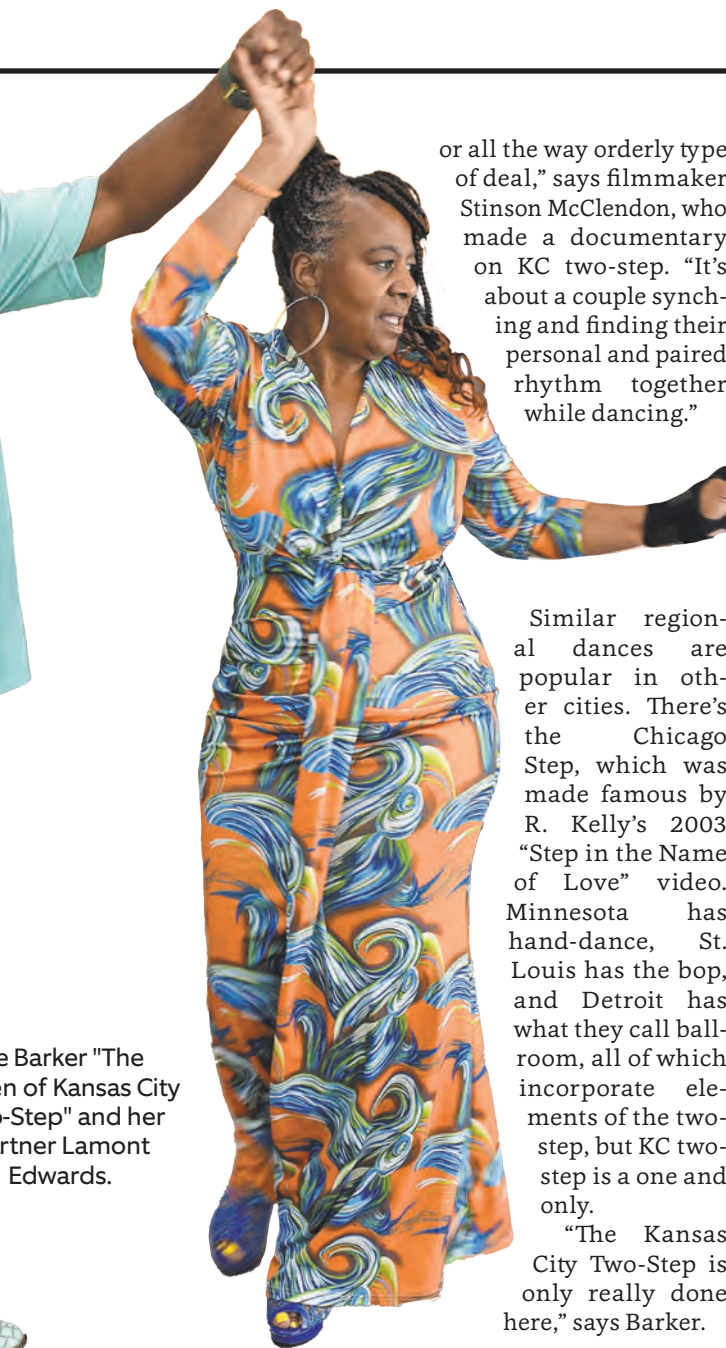 or all the way orderly type
of deal,” says filmmaker
Stinson McClendon, who
made a documentary
on KC two-step. “It’s
about a couple synch-
ing and finding their
personal and paired
rhythm together
while dancing.”
Similar region-
al dances are
popular in oth-
er cities. There’s
the Chicago
Step, which was
made famous by
R. Kelly’s 2003
“Step in the Name
of Love” video.
Minnesota has
hand-dance, St.
Louis has the bop,
and Detroit has
what they call ball-
room, all of which
incorporate ele-
ments of the two-
step, but KC two-
step is a one and
only.
“The Kansas
City Two-Step is
only really done
here,” says Barker.
Barker "The
of Kansas City
-Step" and her
Lamont
Edwards.